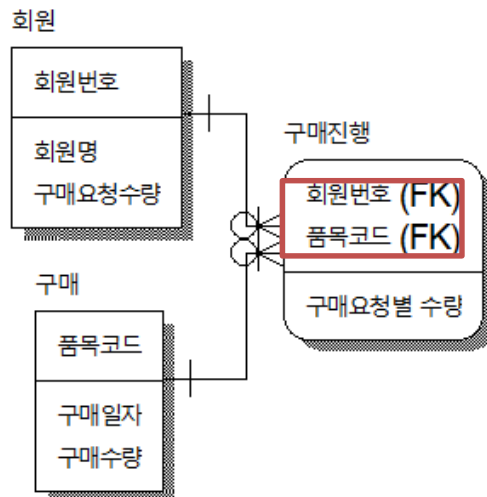 회원
회원번호
회원명
구매요청수량
구매진행
회원번호 (FK)
품목코드 (FK)
구매요청별 수량
구매
품목코드
구매일자
구매수량